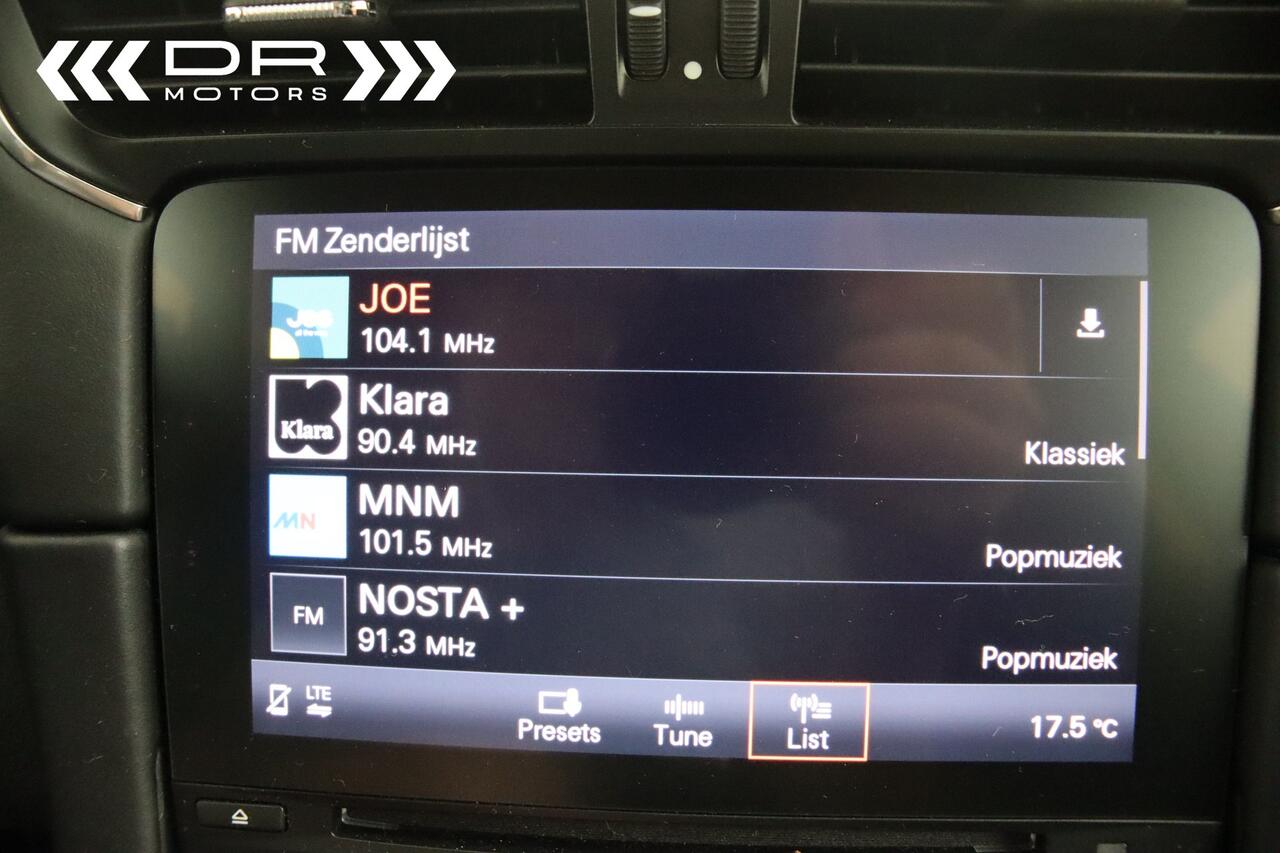 DR
MOTORS
FM Zenderlijst
JOE
104.1 MHz
Klara
Klara
90.4 MHz
Klassiek
MN
MNM
101.5 MHz
Popmuziek
FM
NOSTA +
91.3 MHz
Popmuziek
LTE
Presets
Tune
List
17.5 °C